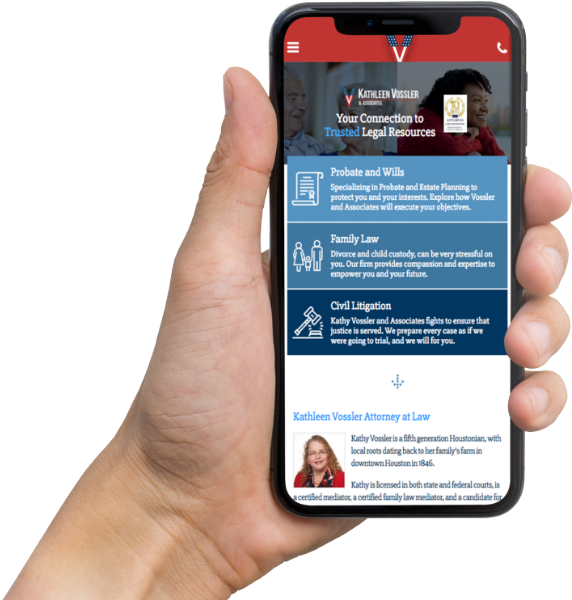 V
KATHLEEN VOSSLER
& ASSOCIATES
Your Connection to
Trusted Legal Resources
Probate and Wills
Specializing in Probate and Estate Planning to
protect you and your interests. Explore how Vossler
and Associates will execute your objectives.
Family Law
Divorce and child custody, can be very stressful on
you. Our firm provides compassion and expertise to
empower you and your future.
Civil Litigation
Kathy Vossler and Associates fights to ensure that
justice is served. We prepare every case as if we
were going to trial, and we will for you.
Kathleen Vossler Attorney at Law
Kathy Vossler is a fifth generation Houstonian, with
local roots dating back to her family's farm in
downtown Houston in 1846.
Kathy is licensed in both state and federal courts, is
a certified mediator, a certified family law mediator, and a candidate for